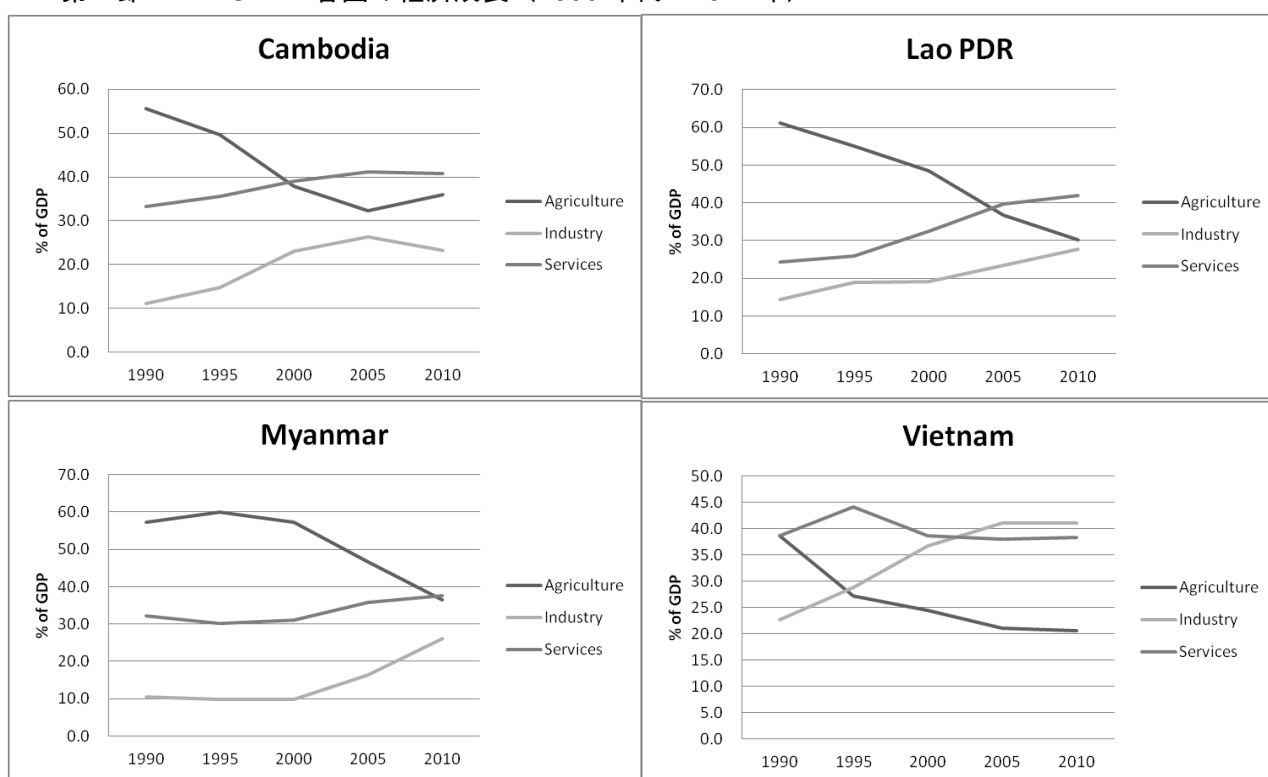 Cambodia
60.0
50.0
40.0
30.0
20.0
10.0
0.0
% of GDP
1990 1995 2000 2005 2010
Agriculture
Industry
Services
Lao PDR
70.0
60.0
50.0
40.0
30.0
20.0
10.0
0.0
% of GDP
1990 1995 2000 2005 2010
Agriculture
Industry
Services
Myanmar
70.0
60.0
50.0
40.0
30.0
20.0
10.0
0.0
% of GDP
1990 1995 2000 2005 2010
Agriculture
Industry
Services
Vietnam
50.0
45.0
40.0
35.0
30.0
25.0
20.0
15.0
10.0
5.0
0.0
% of GDP
1990 1995 2000 2005 2010
Agriculture
Industry
Services